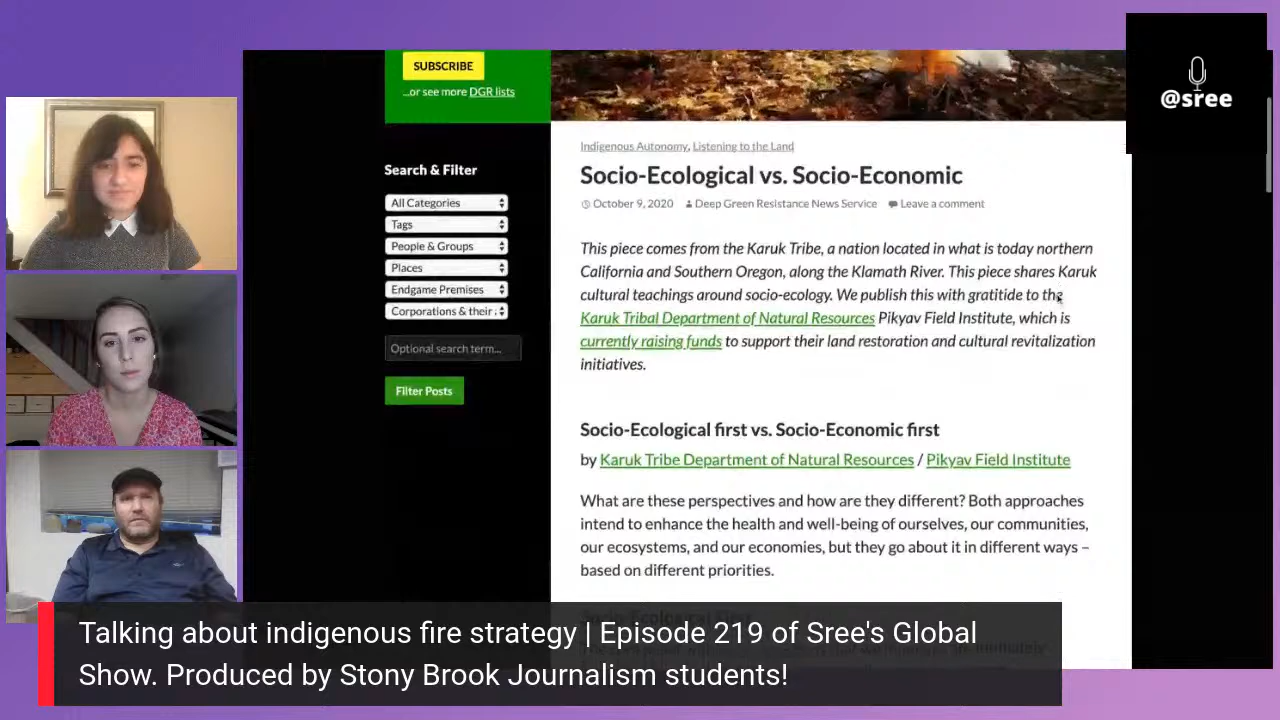 @sree
SUBSCRIBE
...or see more DGR lists
Search & Filter
All Categories
Tags
People & Groups
Places
Endgame Premises
Corporations & their
Optional search term...
Filter Posts
Indigenous Autonomy, Listening to the Land
Socio-Ecological vs. Socio-Economic
October 9, 2020 Deep Green Resistance News Service Leave a comment
This piece comes from the Karuk Tribe, a nation located in what is today northern
California and Southern Oregon, along the Klamath River. This piece shares Karuk
cultural teachings around socio-ecology. We publish this with gratitide to the
Karuk Tribal Department of Natural Resources Pikyav Field Institute, which is
currently raising funds to support their land restoration and cultural revitalization
initiatives.
Socio-Ecological first vs. Socio-Economic first
by Karuk Tribe Department of Natural Resources / Pikyav Field Institute
What are these perspectives and how are they different? Both approaches
intend to enhance the health and well-being of ourselves, our communities,
our ecosystems, and our economies, but they go about it in different ways –
based on different priorities.
Socio-Ecological First
Talking about indigenous fire strategy | Episode 219 of Sree's Global
Show. Produced by Stony Brook Journalism students!